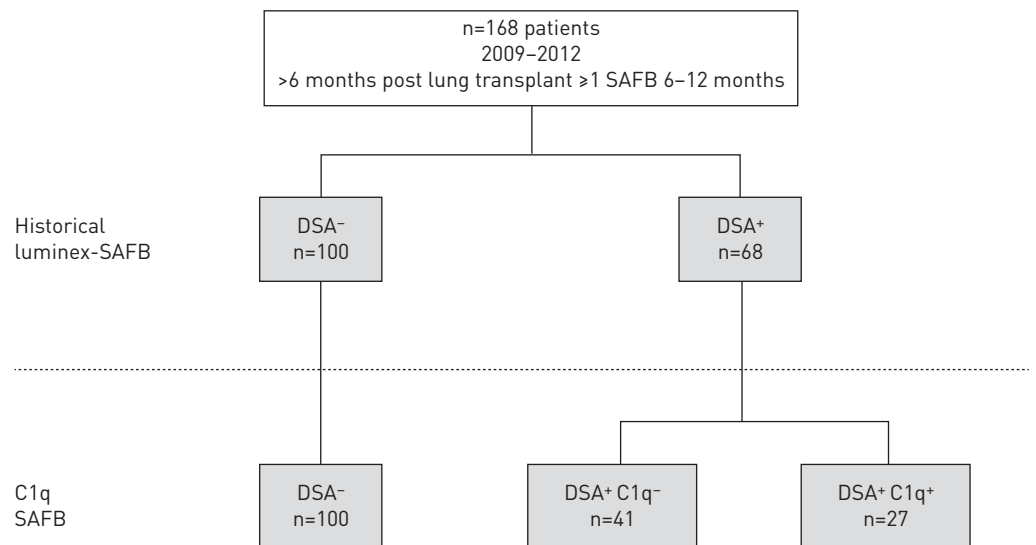 n=168 patients
2009–2012
>6 months post lung transplant ⩾1 SAFB 6–12 months
Historical
luminex-SAFB
DSA⁻
n=100
DSA⁺
n=68
C1q
SAFB
DSA⁻
n=100
DSA⁺ C1q⁻
n=41
DSA⁺ C1q⁺
n=27